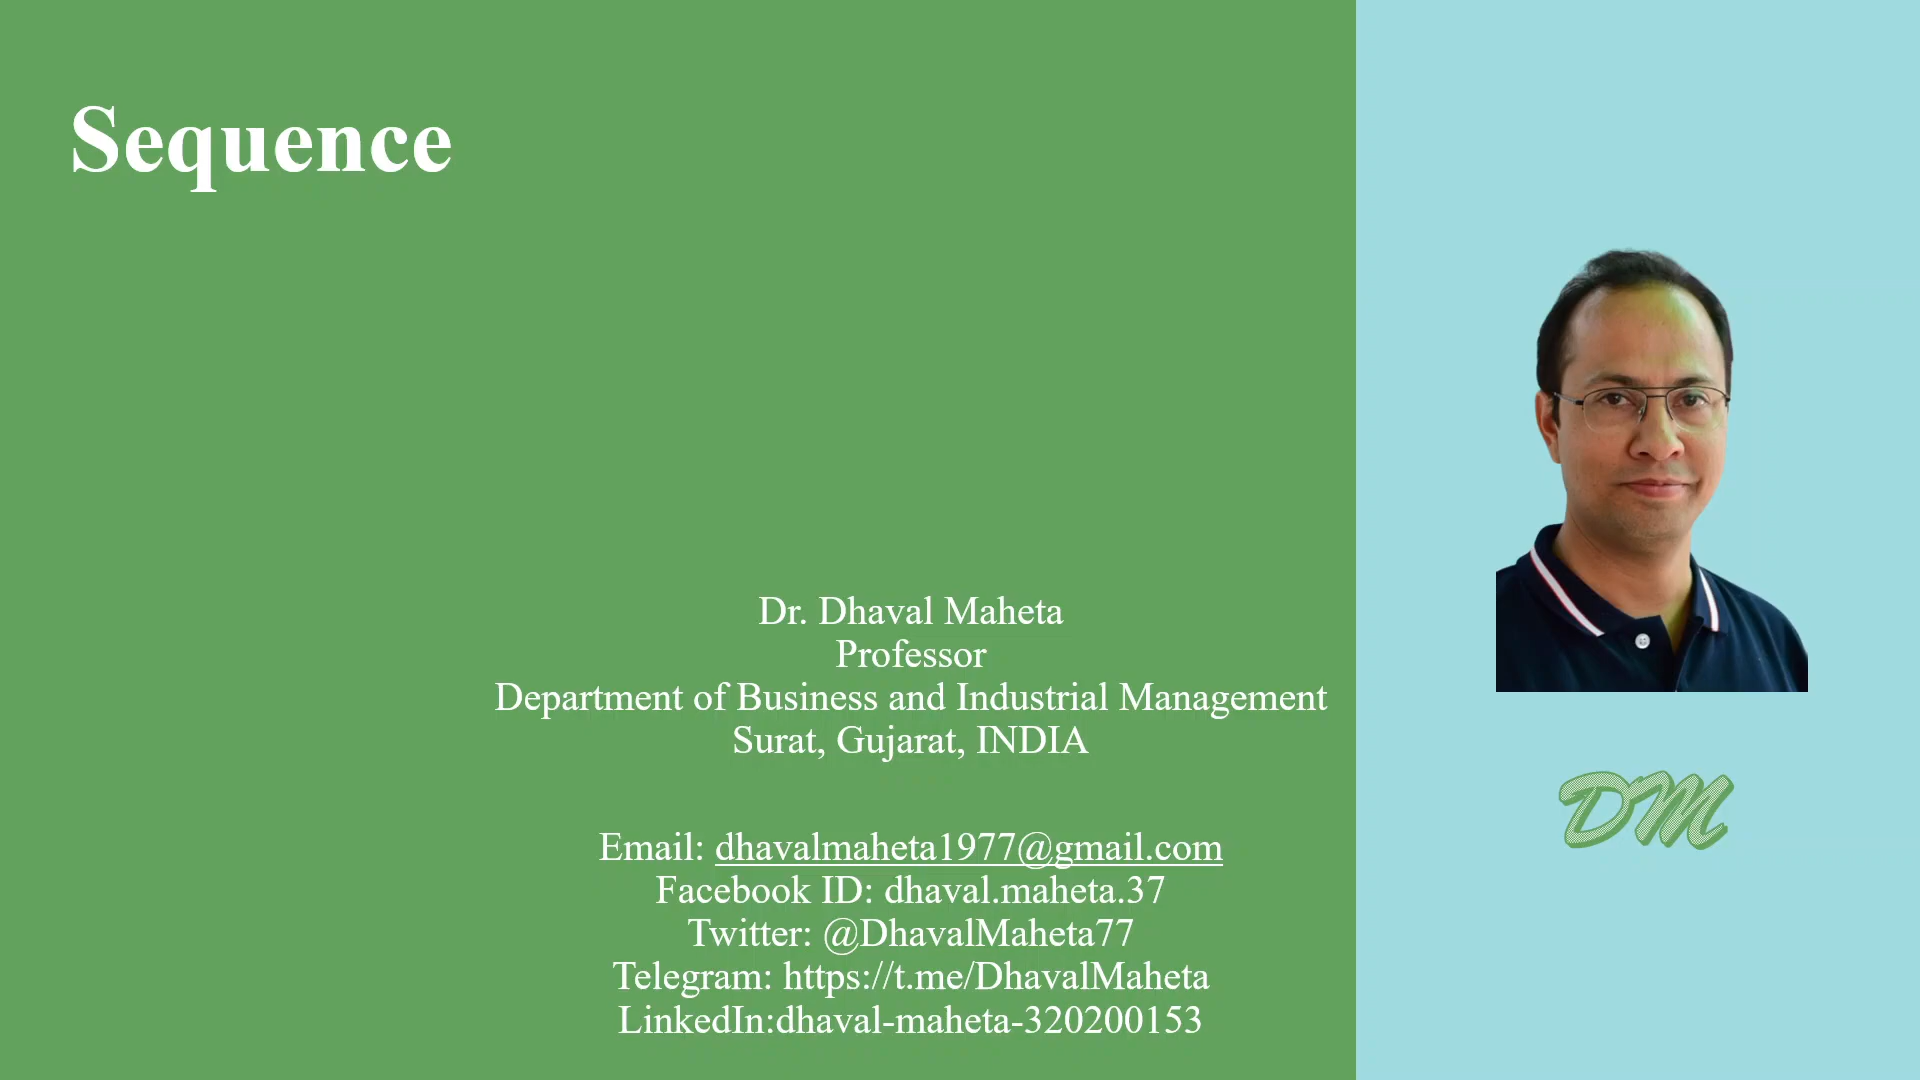 Sequence
Dr. Dhaval Maheta
Professor
Department of Business and Industrial Management
Surat, Gujarat, INDIA
Email: dhavalmaheta1977@gmail.com
Facebook ID: dhaval.maheta.37
Twitter: @DhavalMaheta77
Telegram: https://t.me/DhavalMaheta
LinkedIn:dhaval-maheta-320200153
DM